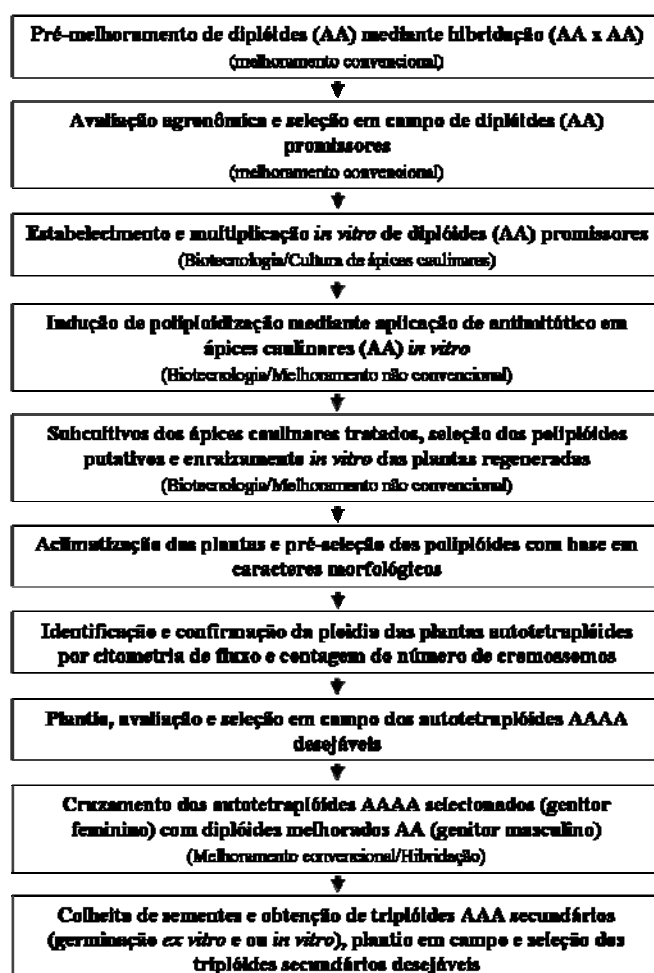 Pré-melhoramento de diplóides (AA) mediante hibridação (AA x AA)
(melhoramento convencional)
Avaliação agronômica e seleção em campo de diplóides (AA)
promissores
(melhoramento convencional)
Estabelecimento e multiplicação in vitro de diplóides (AA) promissores
(Biotecnologia/Cultura de ápices caulinares)
Indução de poliploidização mediante aplicação de antimitótico em
ápices caulinares (AA) in vitro
(Biotecnologia/Melhoramento não convencional)
Subcultivos dos ápices caulinares tratados, seleção dos poliplóides
putativos e enraizamento in vitro das plantas regeneradas
(Biotecnologia/Melhoramento não convencional)
Aclimatização das plantas e pré-seleção dos poliplóides com base em
caracteres morfológicos
Identificação e confirmação da ploidia das plantas autotetraplóides
por citometria de fluxo e contagem do número de cromossomos
Plantio, avaliação e seleção em campo dos autotetraplóides AAAA
desejáveis
Cruzamento dos autotetraplóides AAAA selecionados (genitor
feminino) com diplóides melhorados AA (genitor masculino)
(Melhoramento convencional/Hibridação)
Colheita de sementes e obtenção de triplóides AAA secundários
(germinação ex vitro e ou in vitro), plantio em campo e seleção dos
triplóides secundários desejáveis